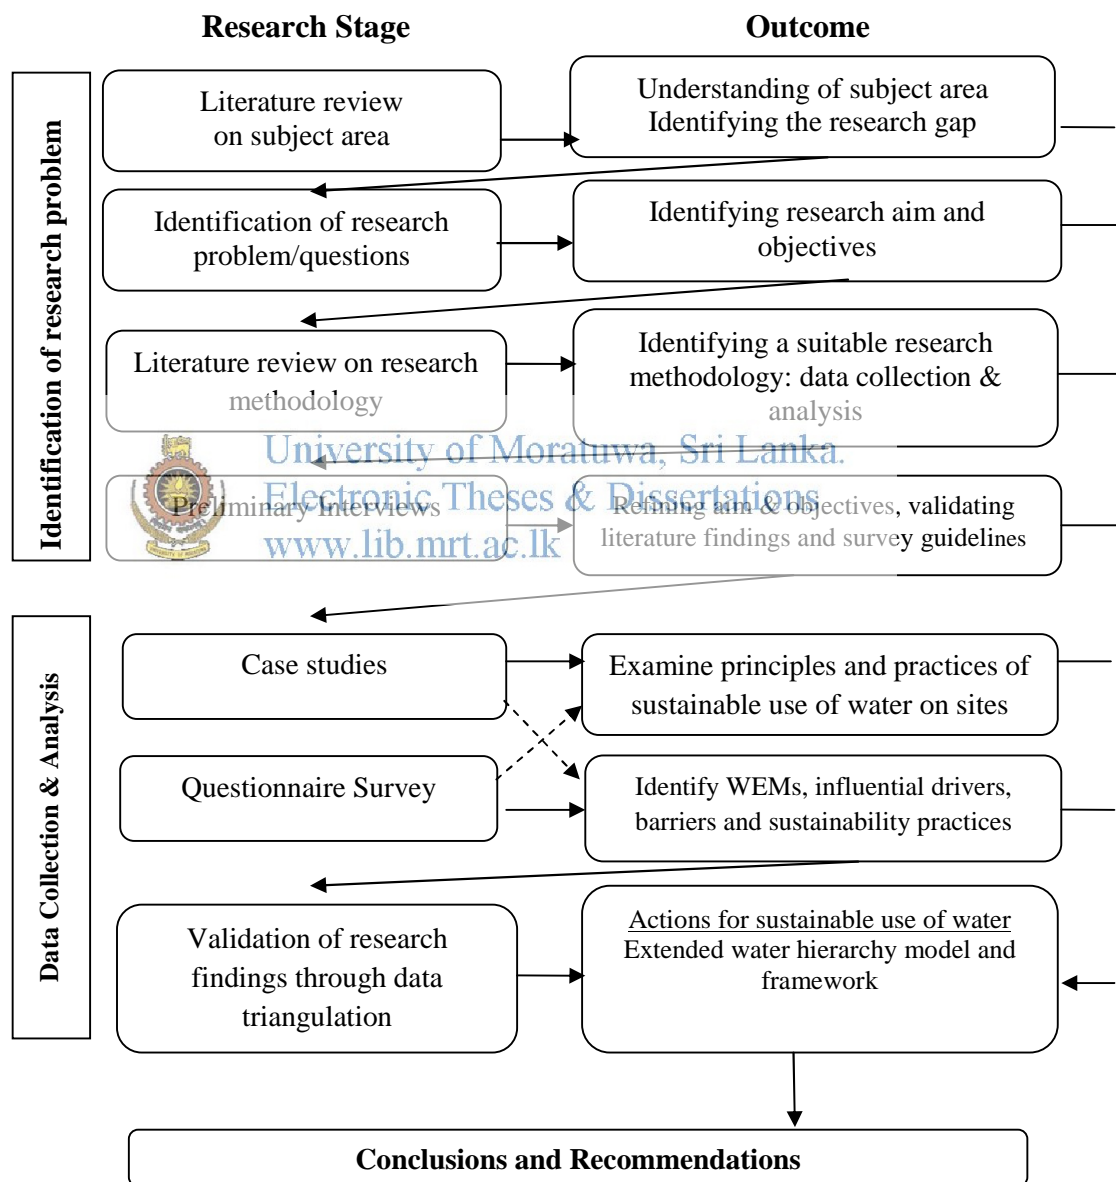 Research Stage
Outcome
Identification of research problem
Literature review
on subject area
Understanding of subject area
Identifying the research gap
Identification of research
problem/questions
Identifying research aim and
objectives
Literature review on research
methodology
Identifying a suitable research
methodology: data collection &
analysis
University of Moratuwa, Sri Lanka.
Electronic Theses & Dissertations
www.lib.mrt.ac.lk
Preliminary Interviews
Refining aim & objectives, validating
literature findings and survey guidelines
Data Collection & Analysis
Case studies
Examine principles and practices of
sustainable use of water on sites
Questionnaire Survey
Identify WEMs, influential drivers,
barriers and sustainability practices
Validation of research
findings through data
triangulation
Actions for sustainable use of water
Extended water hierarchy model and
framework
Conclusions and Recommendations